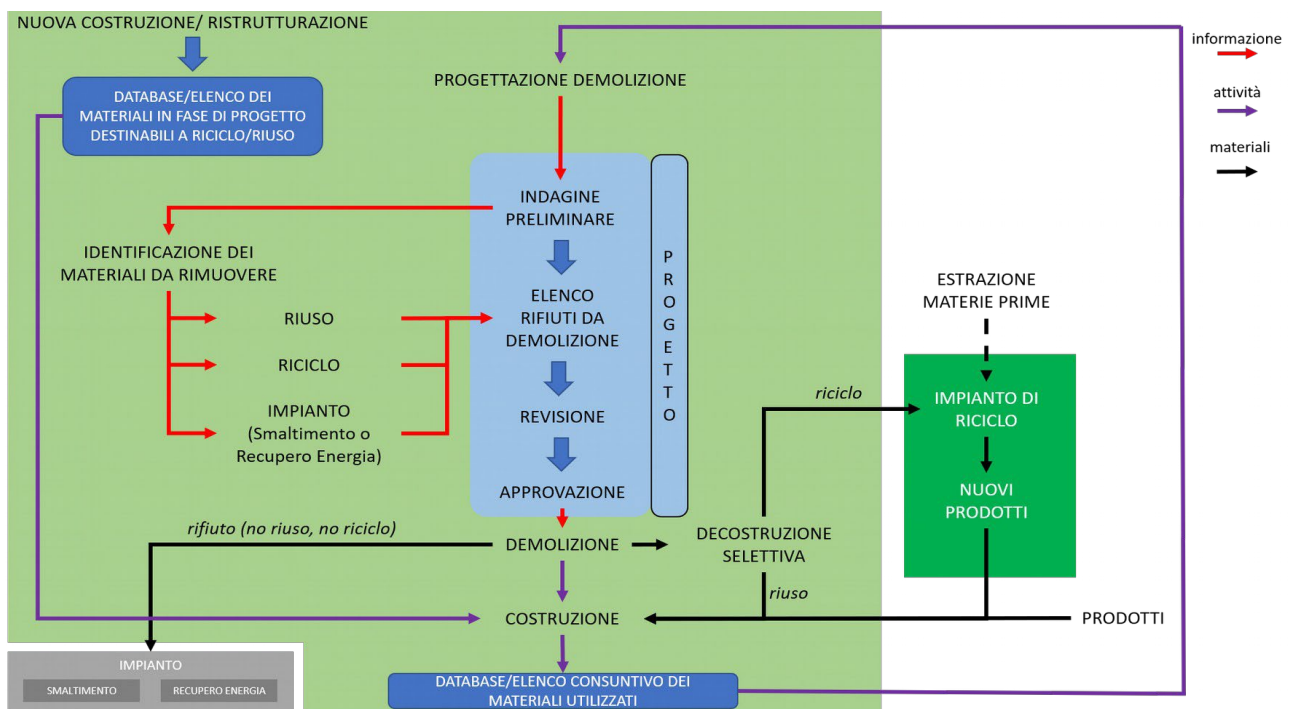 NUOVA COSTRUZIONE/ RISTRUTTURAZIONE
DATABASE/ELENCO DEI
MATERIALI IN FASE DI PROGETTO
DESTINABILI A RICICLO/RIUSO
PROGETTAZIONE DEMOLIZIONE
informazione
attività
materiali
INDAGINE
PRELIMINARE
PROGETTO
IDENTIFICAZIONE DEI
MATERIALI DA RIMUOVERE
RIUSO
RICICLO
IMPIANTO
(Smaltimento o
Recupero Energia)
ELENCO
RIFIUTI DA
DEMOLIZIONE
REVISIONE
APPROVAZIONE
ESTRAZIONE
MATERIE PRIME
riciclo
IMPIANTO DI
RICICLO
NUOVI
PRODOTTI
rifiuto (no riuso, no riciclo)
DEMOLIZIONE
DECOSTRUZIONE
SELETTIVA
riuso
COSTRUZIONE
PRODOTTI
IMPIANTO
SMALTIMENTO
RECUPERO ENERGIA
DATABASE/ELENCO CONSUNTIVO DEI
MATERIALI UTILIZZATI